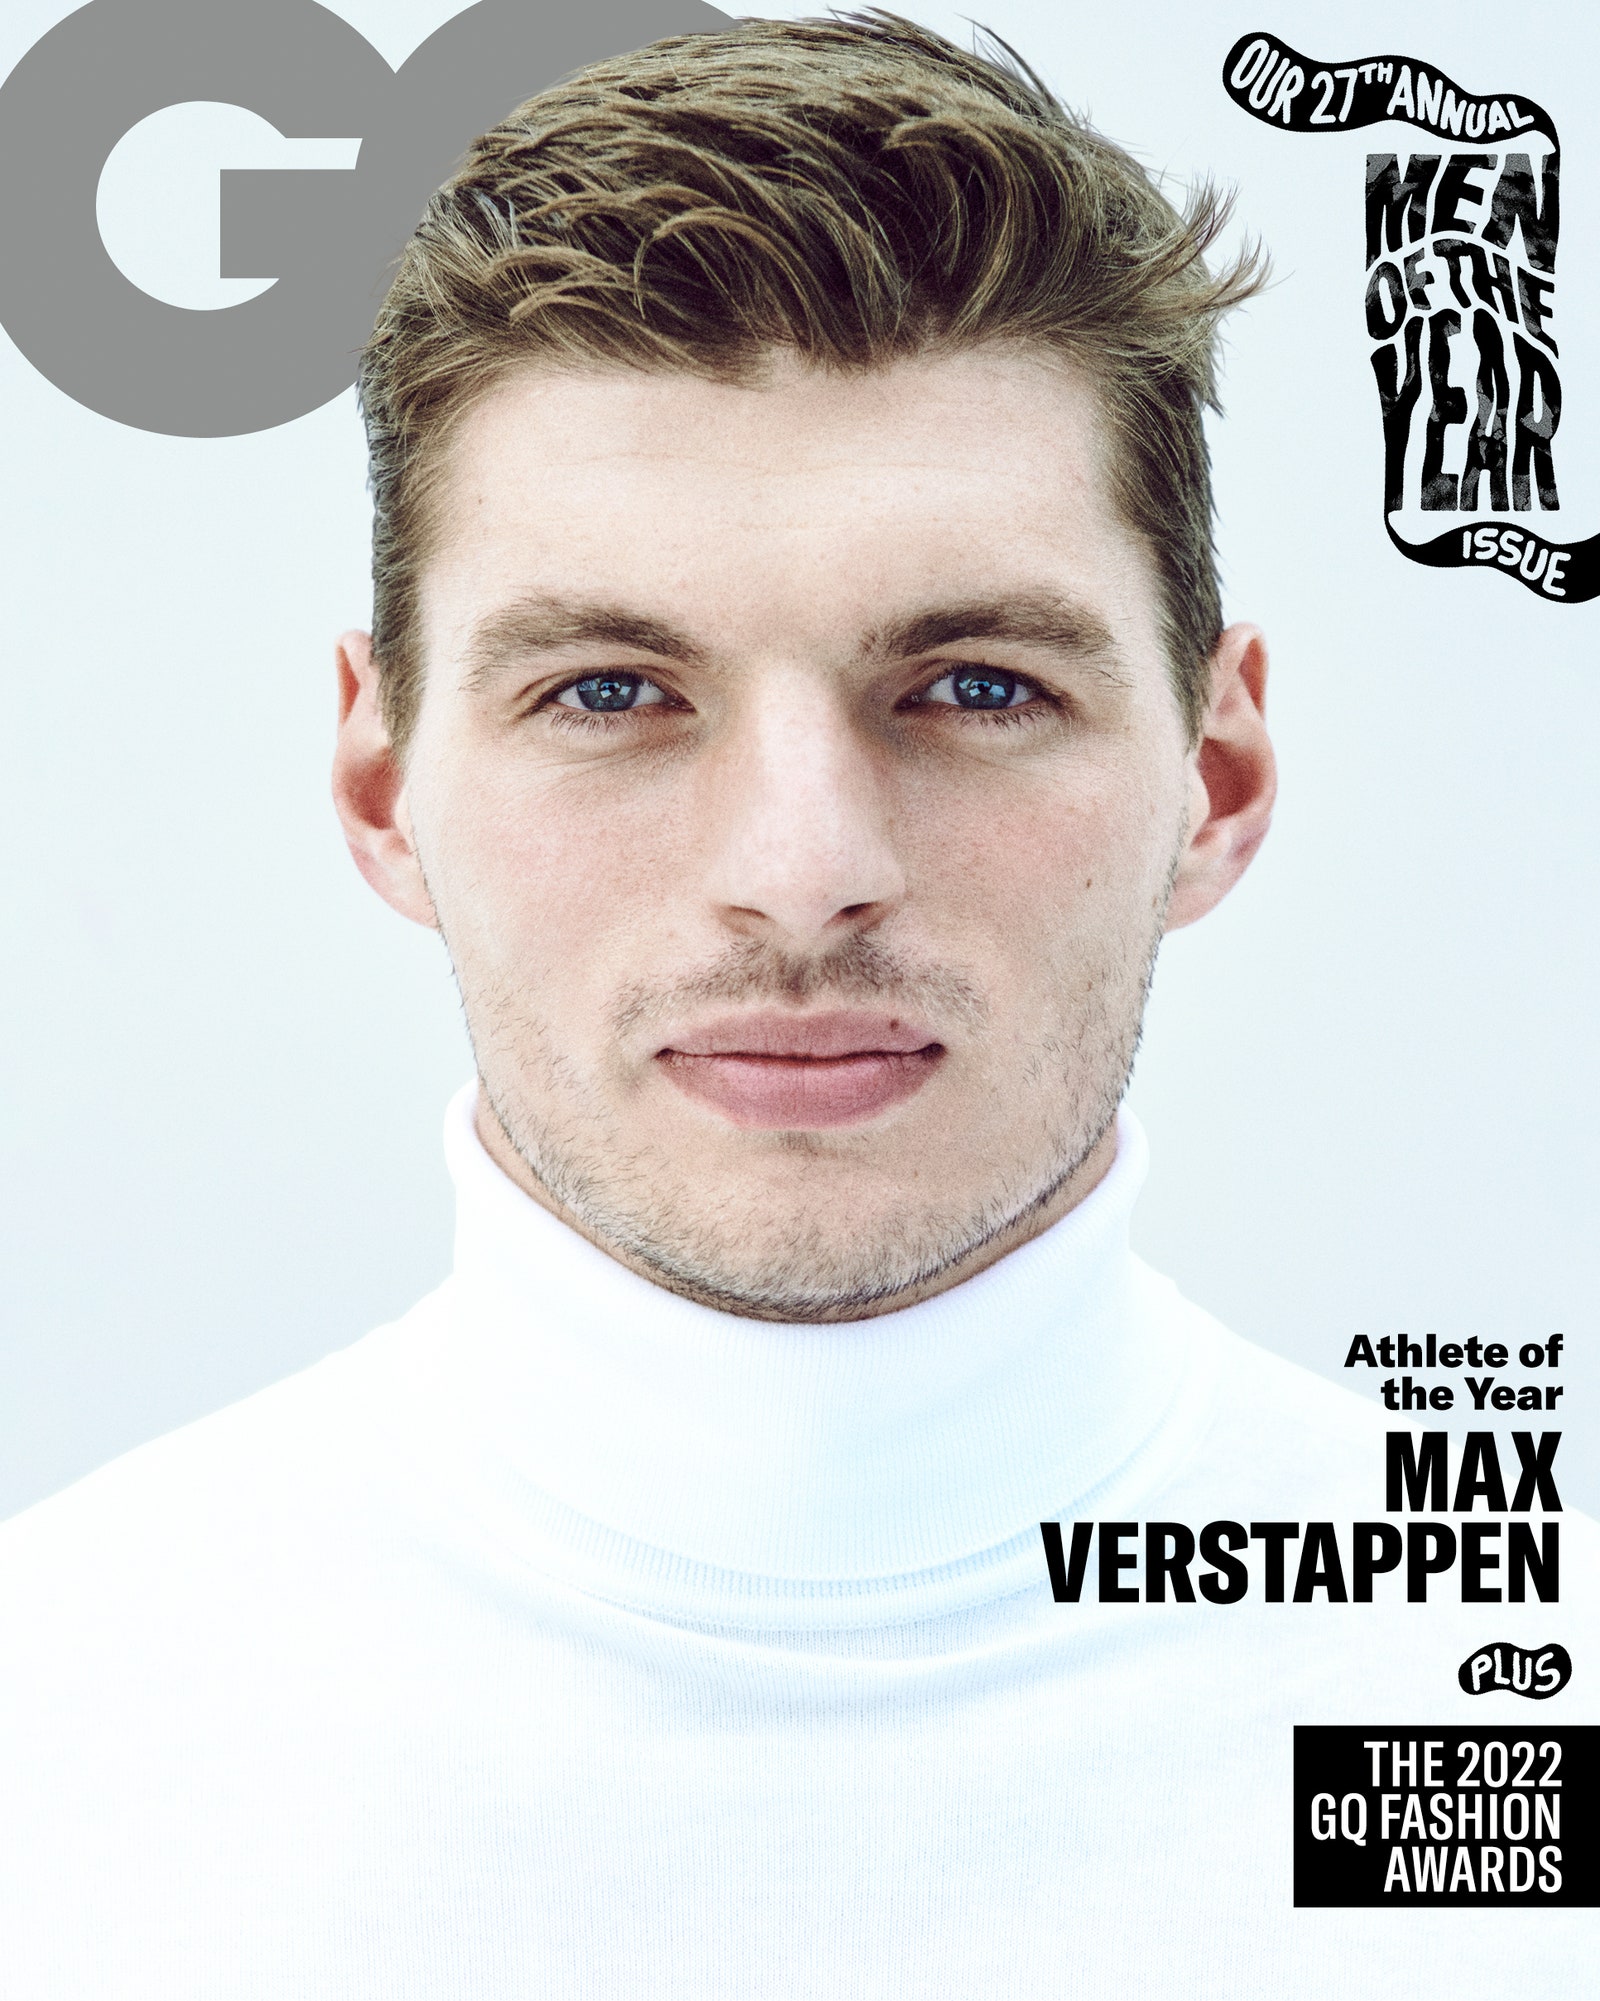 GQ
OUR 27TH ANNUAL
MEN
OF THE
YEAR
ISSUE
Athlete of
the Year
MAX
VERSTAPPEN
PLUS
THE 2022
GQ FASHION
AWARDS